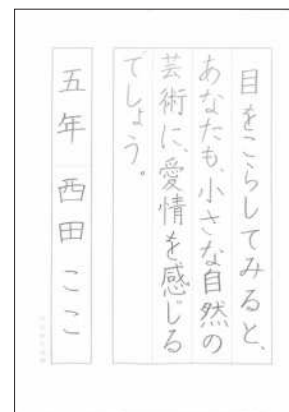 目をこらしてみると、
あなたも、小さな自然の
芸術に、愛情を感じる
でしょう。
五年 西田 ここ